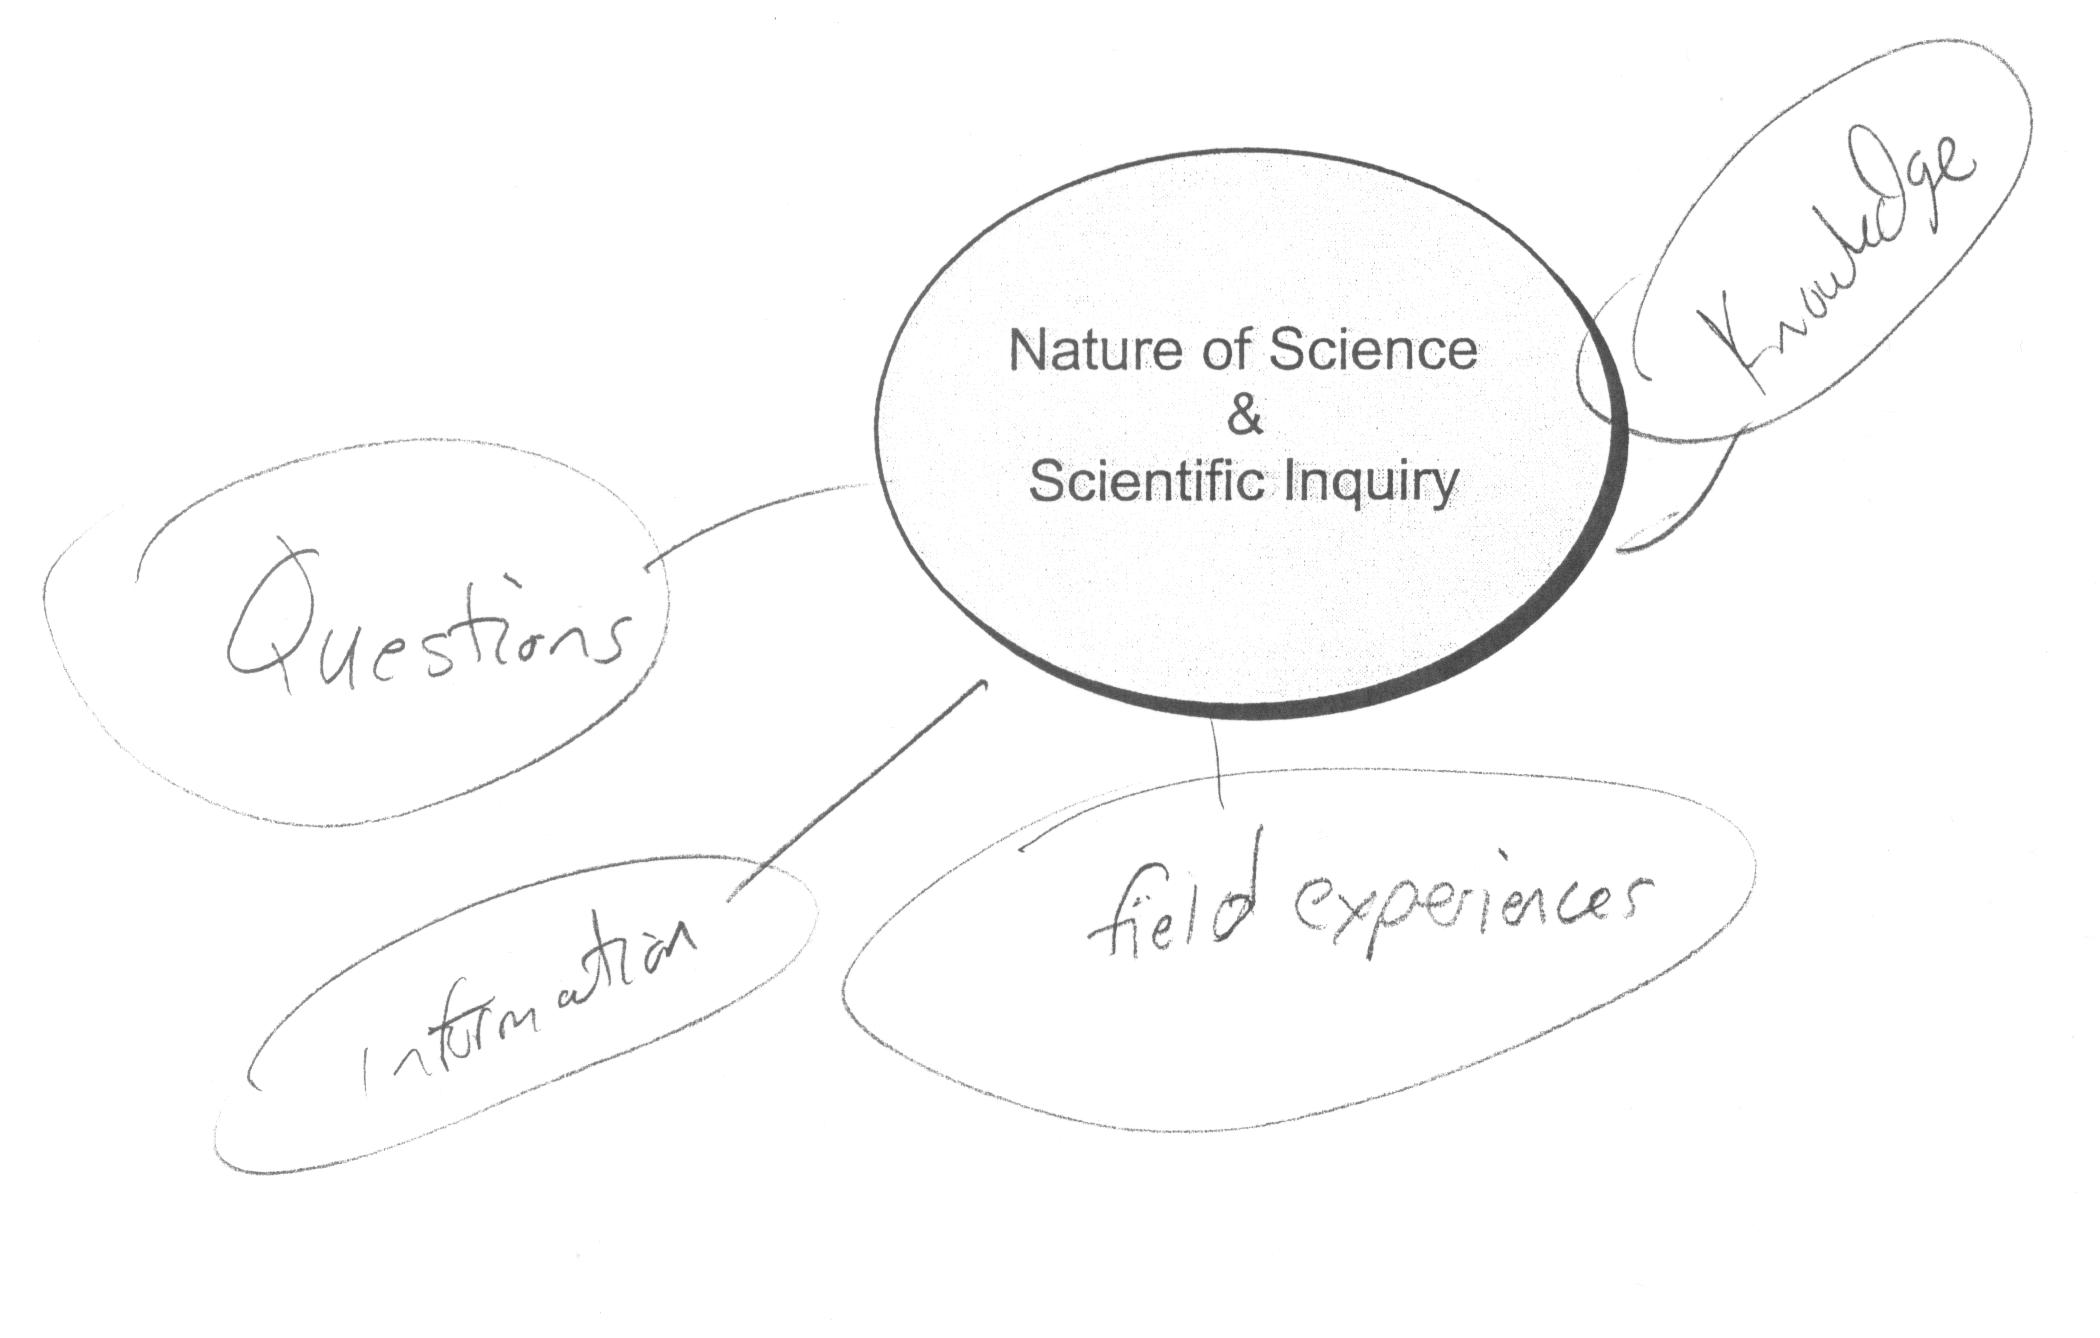 Knowledge
Nature of Science
&
Scientific Inquiry
Questions
field experiences
Information